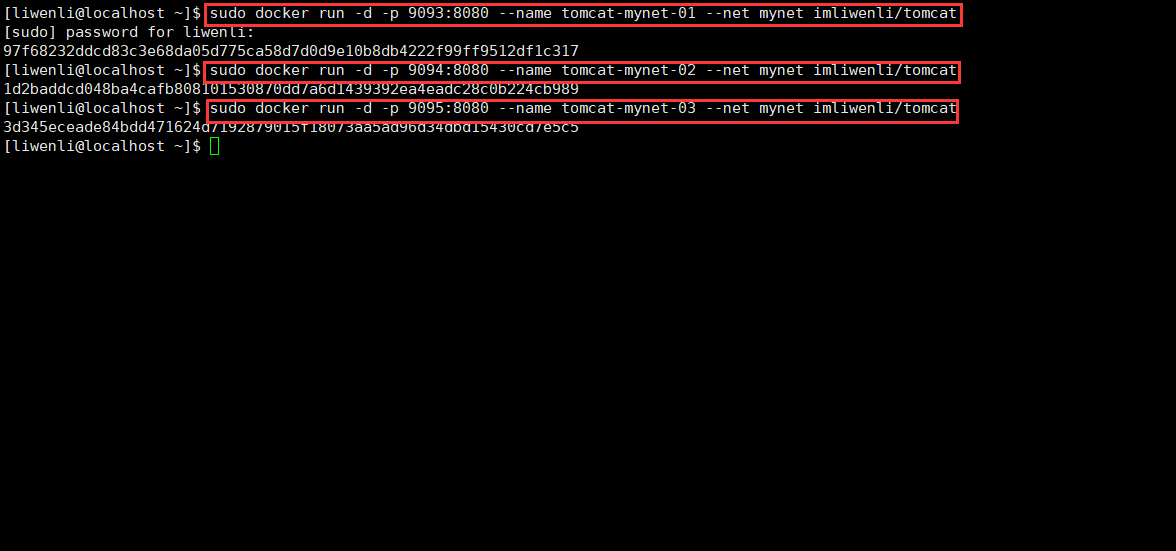 [liwenli@localhost ~]$ sudo docker run -d -p 9093:8080 --name tomcat-mynet-01 --net mynet imliwenli/tomcat
[sudo] password for liwenli:
97f68232ddcd83c3e68da05d775ca58d7d0d9e10b8db4222f99ff9512df1c317
[liwenli@localhost ~]$ sudo docker run -d -p 9094:8080 --name tomcat-mynet-02 --net mynet imliwenli/tomcat
1d2baddcd048ba4cafb808101530870dd7a6d1439392ea4eadc28c0b224cb989
[liwenli@localhost ~]$ sudo docker run -d -p 9095:8080 --name tomcat-mynet-03 --net mynet imliwenli/tomcat
3d345eceade84bdd471624d7192879015f18073aa5ad96d34dbd15430cd7e5c5
[liwenli@localhost ~]$